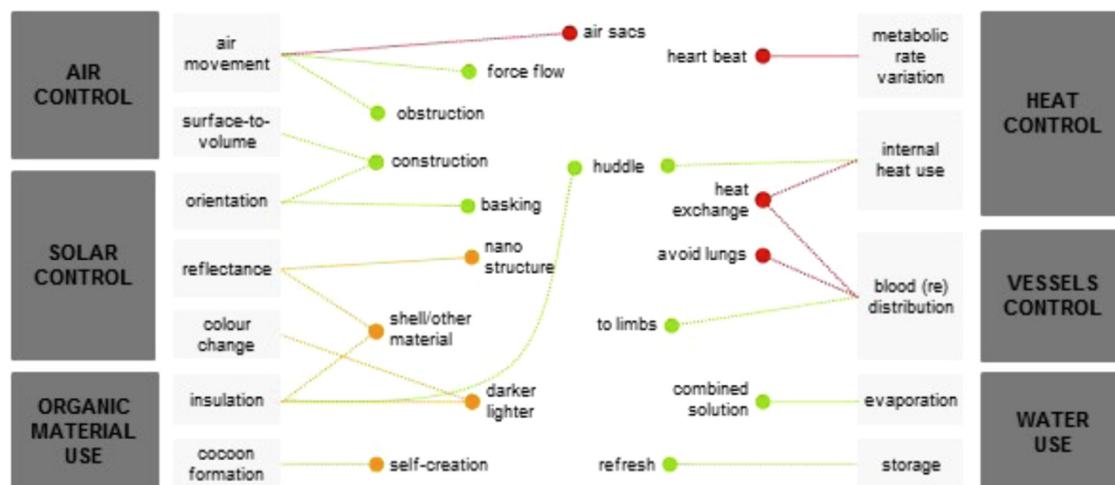 AIR
CONTROL
SOLAR
CONTROL
ORGANIC
MATERIAL
USE
air
movement
surface-to-
volume
orientation
reflectance
colour
change
insulation
cocoon
formation
air sacs
force flow
obstruction
construction
basking
nano
structure
shell/other
material
darker
lighter
self-creation
heart beat
huddle
heat
exchange
avoid lungs
to limbs
combined
solution
refresh
metabolic
rate
variation
internal
heat use
blood (re)
distribution
evaporation
storage
HEAT
CONTROL
VESSELS
CONTROL
WATER
USE